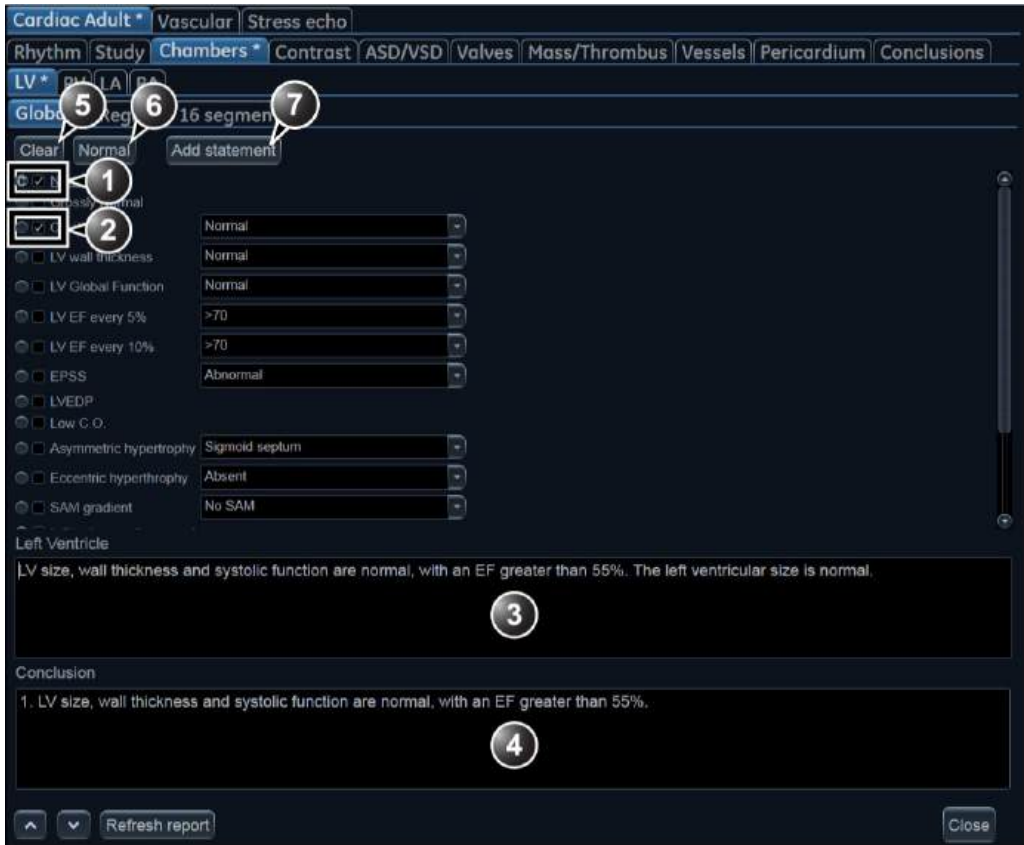 Cardiac Adult * Vascular Stress echo
Rhythm Study Chambers * Contrast ASD/VSD Valves Mass/Thrombus Vessels Pericardium Conclusions
LV * LA
5 6 7
16
Clear Normal Add statement
1
Normal
2 Normal
LV wall thickness Normal
LV Global Function Normal
LV EF every 5% >70
LV EF every 10% >70
EPSS Abnormal
LVEDP
Low C.O.
Asymmetric hypertrophy Sigmoid septum
Eccentric hyperthrophy Absent
SAM gradient No SAM
Left Ventricle
LV size, wall thickness and systolic function are normal, with an EF greater than 55%. The left ventricular size is normal.
3
Conclusion
1. LV size, wall thickness and systolic function are normal, with an EF greater than 55%.
4
Refresh report Close